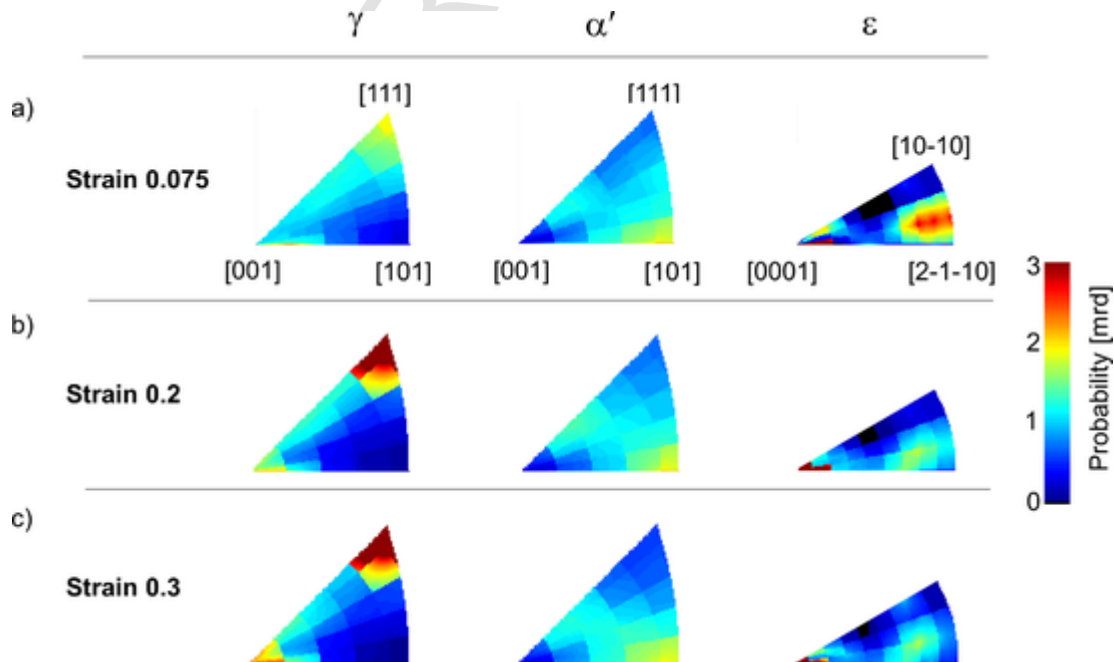 γ α′ ε
a)
[111] [111]
[10-10]
Strain 0.075
[001] [101] [001] [101] [0001] [2-1-10]
b)
Strain 0.2
c)
Strain 0.3
3
2
1
0
Probability [mrd]